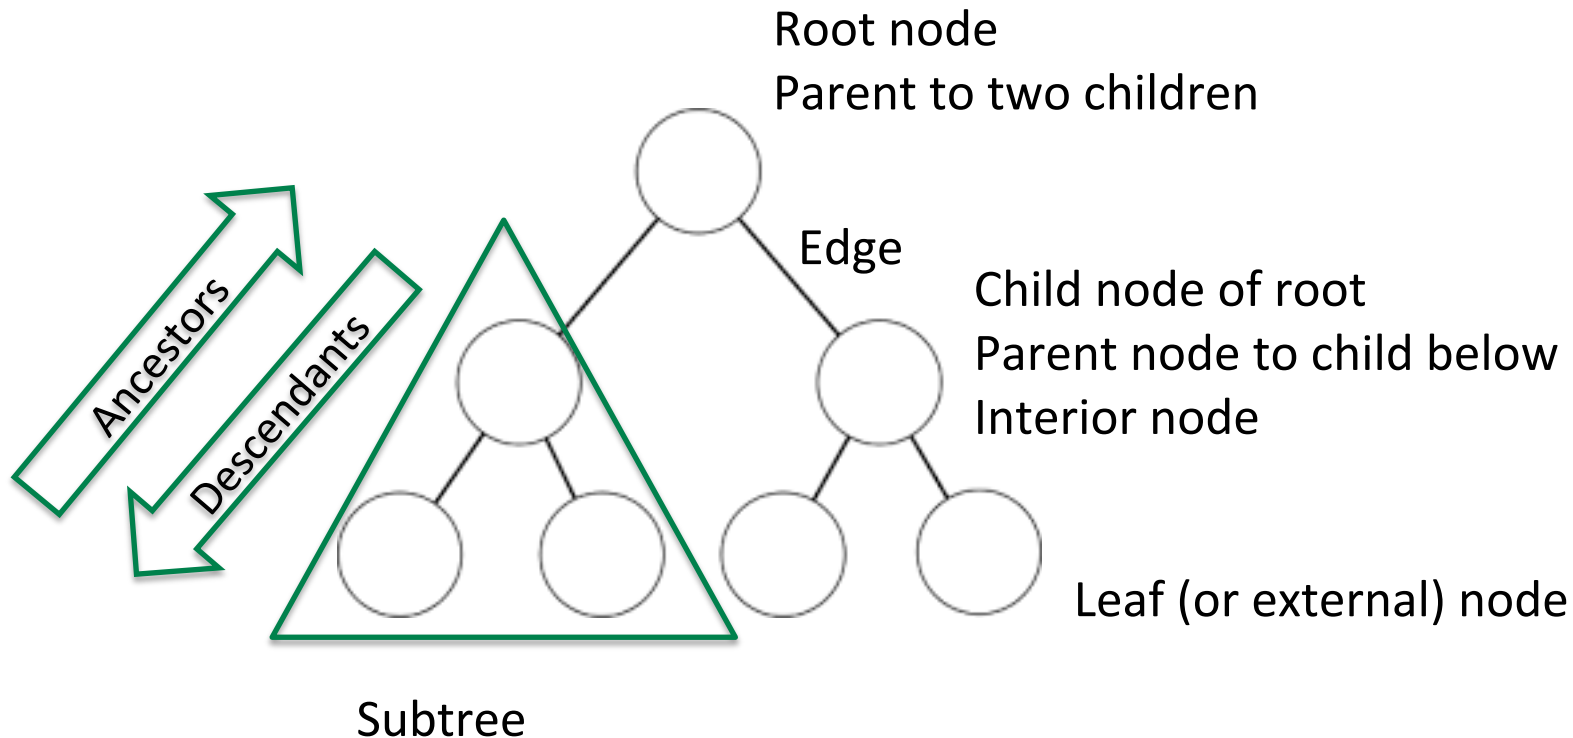 Root node
Parent to two children
Edge
Child node of root
Parent node to child below
Interior node
Ancestors
Descendants
Leaf (or external) node
Subtree